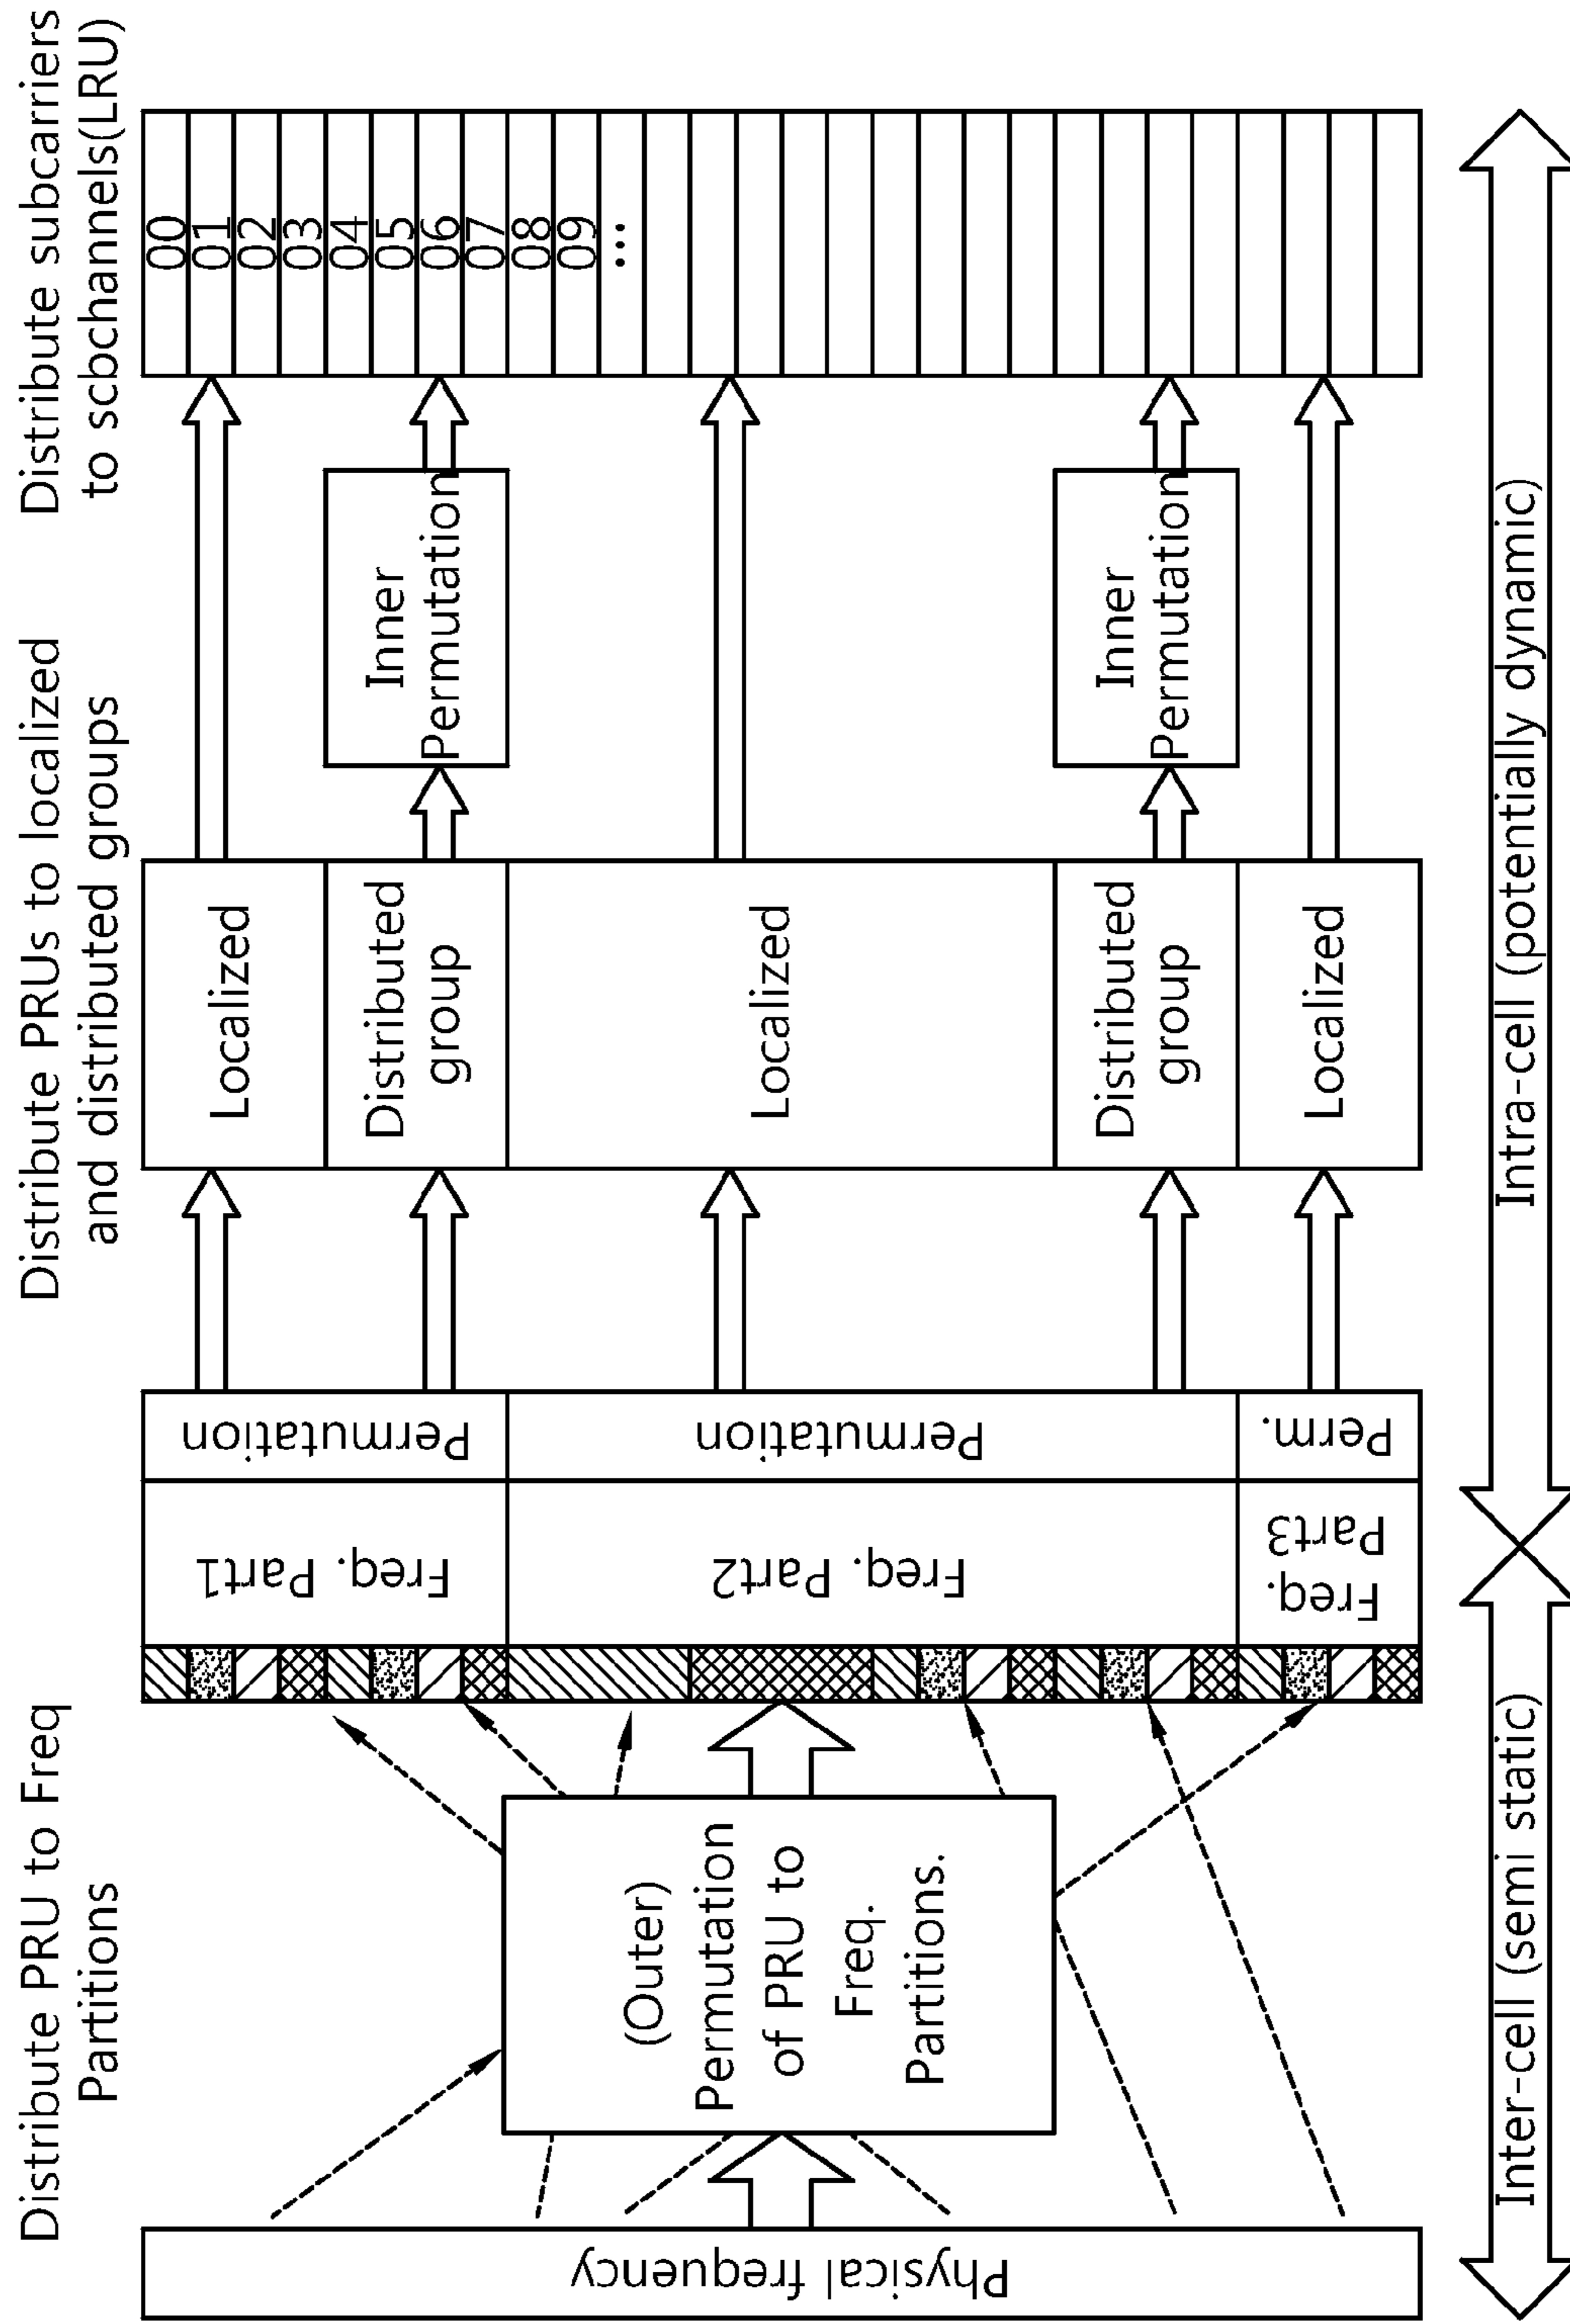 Distribute PRU to Freq
Partitions
Distribute PRUs to localized
and distributed groups
Distribute subcarriers
to scbchannels(LRU)
Physical frequency
(Outer)
Permutation
of PRU to
Freq.
Partitions.
Freq. Part1
Permutation
Freq. Part2
Permutation
Freq.
Part3
Perm.
Localized
Distributed
group
Localized
Distributed
group
Localized
Inner
Permutation
Inner
Permutation
00
01
02
03
04
05
06
07
08
09
...
Inter-cell (semi static)
Intra-cell (potentially dynamic)